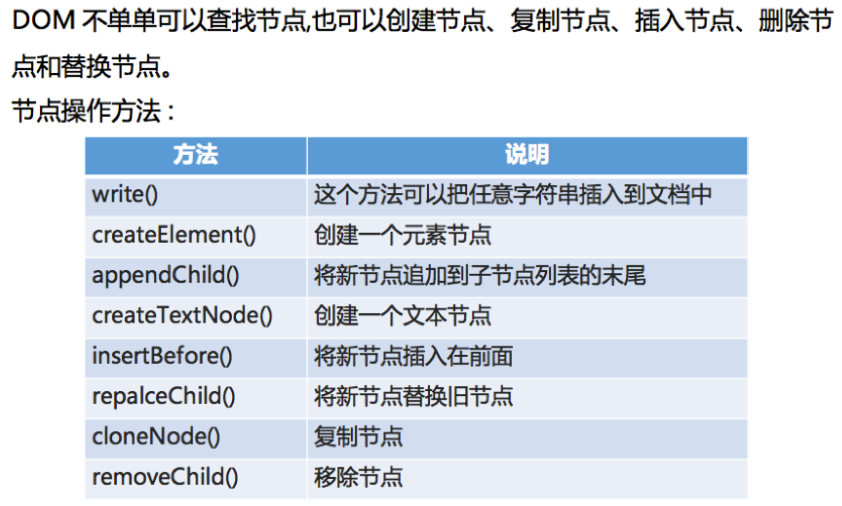 DOM 不单单可以查找节点,也可以创建节点、复制节点、插入节点、删除节
点和替换节点。
节点操作方法：
方法 说明
write() 这个方法可以把任意字符串插入到文档中
createElement() 创建一个元素节点
appendChild() 将新节点追加到子节点列表的末尾
createTextNode() 创建一个文本节点
insertBefore() 将新节点插入在前面
repalceChild() 将新节点替换旧节点
cloneNode() 复制节点
removeChild() 移除节点